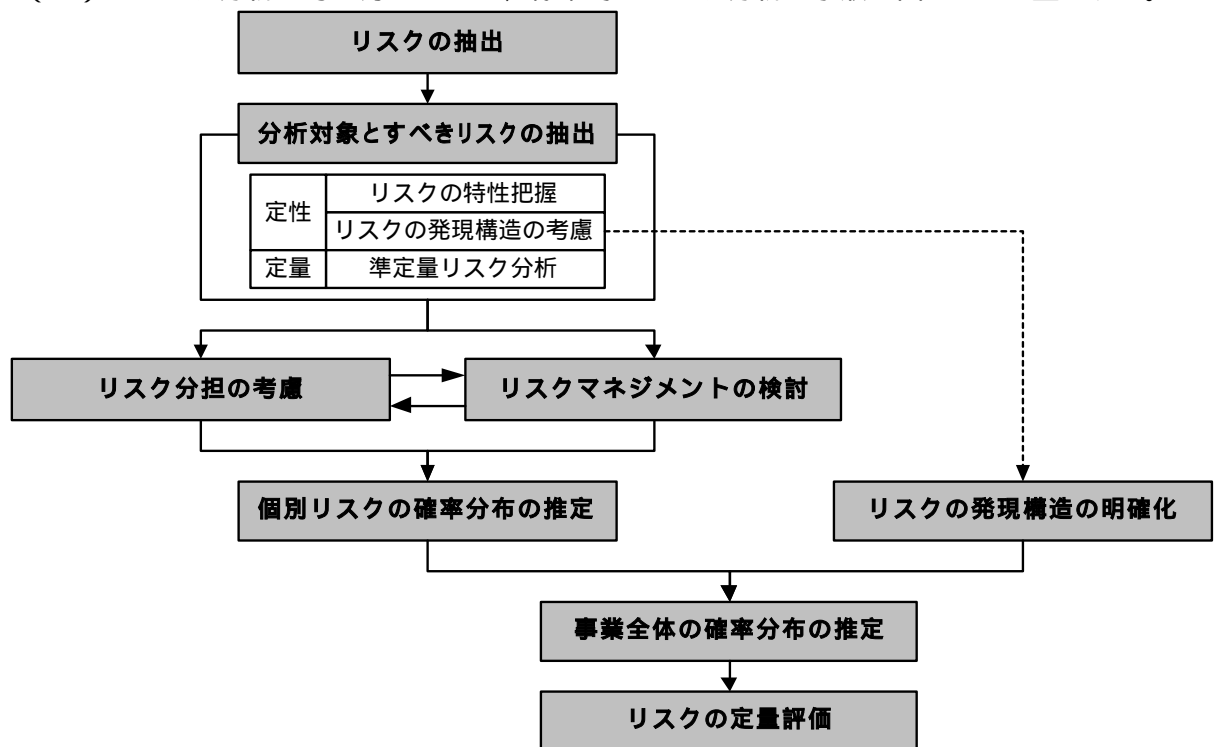 リスクの抽出
分析対象とすべきリスクの抽出
定性
リスクの特性把握
リスクの発現構造の考慮
定量
準定量リスク分析
リスク分担の考慮
リスクマネジメントの検討
個別リスクの確率分布の推定
リスクの発現構造の明確化
事業全体の確率分布の推定
リスクの定量評価